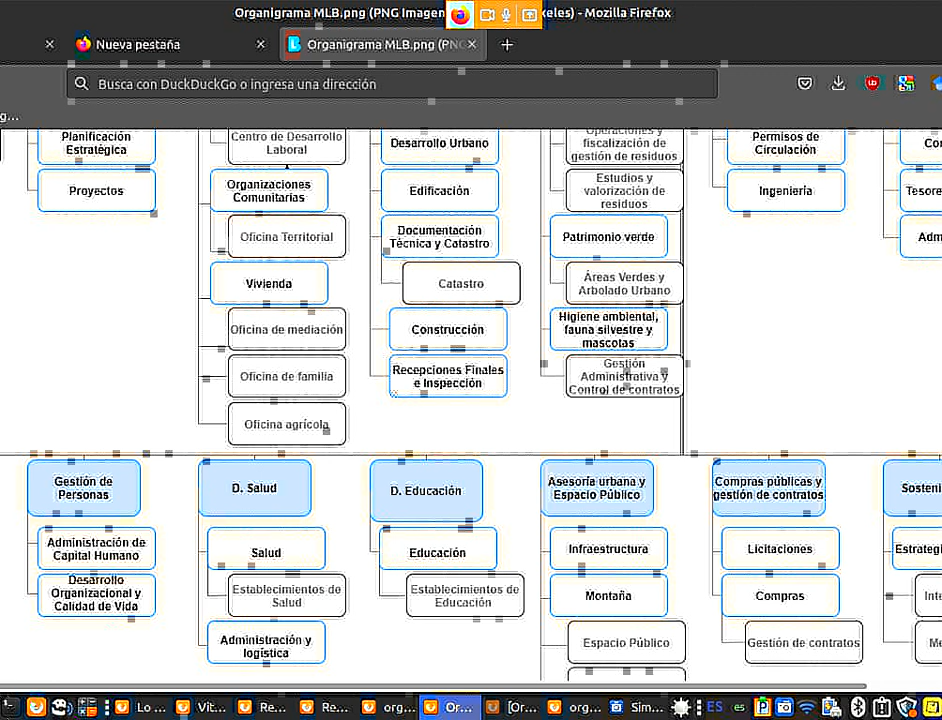 Organigrama MLB.png (PNG Imagen
keles) - Mozilla Firefox
Nueva pestaña
Organigrama MLB.png (PNG
Busca con DuckDuckGo o ingresa una dirección
g...
Planificación
Estratégica
Proyectos
Centro de Desarrollo
Laboral
Organizaciones
Comunitarias
Oficina Territorial
Vivienda
Oficina de mediación
Oficina de familia
Oficina agrícola
Desarrollo Urbano
Edificación
Documentación
Técnica y Catastro
Catastro
Construcción
Recepciones Finales
e Inspección
Operaciones y
fiscalización de
gestión de residuos
Estudios y
valorización de
residuos
Patrimonio verde
Áreas Verdes y
Arbolado Urbano
Higiene ambiental,
fauna silvestre y
mascotas
Gestión
Administrativa y
Control de contratos
Permisos de
Circulación
Ingeniería
Tesore
Adm
Gestión de
Personas
Administración de
Capital Humano
Desarrollo
Organizacional y
Calidad de Vida
D. Salud
Salud
Establecimientos de
Salud
Administración y
logística
D. Educación
Educación
Establecimientos de
Educación
Asesoría urbana y
Espacio Público
Infraestructura
Montaña
Espacio Público
Compras públicas y
gestión de contratos
Licitaciones
Compras
Gestión de contratos
Sosteni
Estrategi
Inte
Me
Lo ...
Vit...
Re...
Re...
org...
Or...
[Or...
org...
Sim...
ES
es